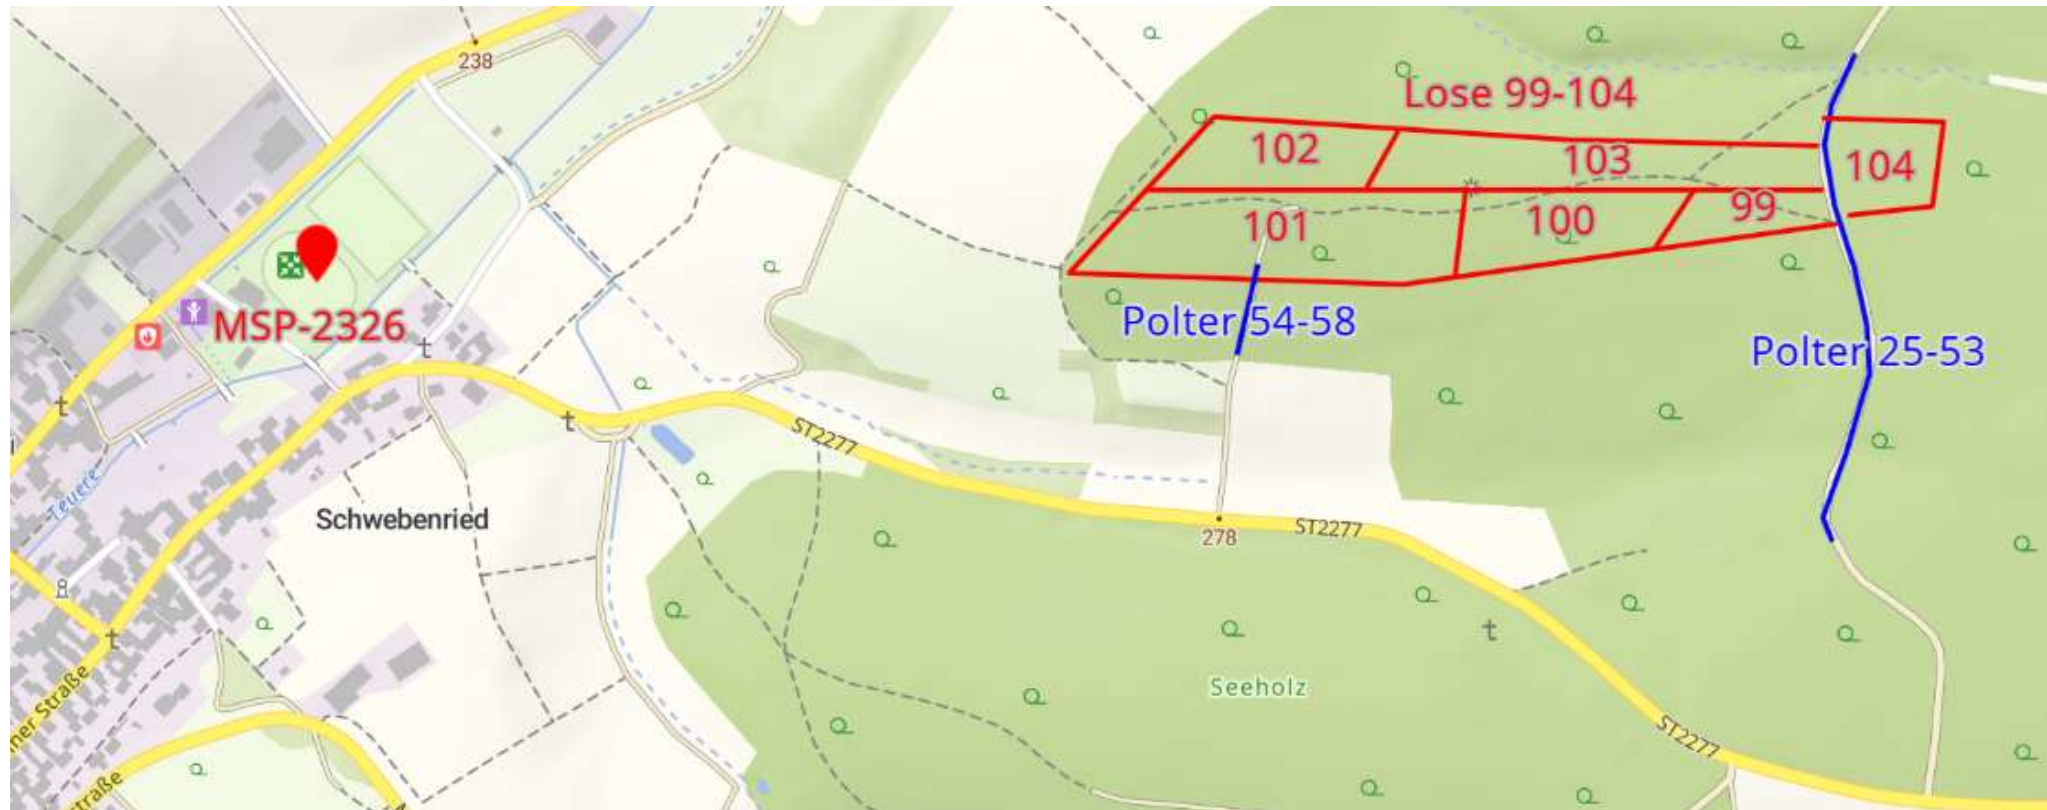 238
Lose 99-104
102
103
104
99
100
101
MSP-2326
Polter 54-58
Polter 25-53
ST2277
Teuere
Schwebenried
278
ST2277
Seeholz
ner Straße
ST2277
straße